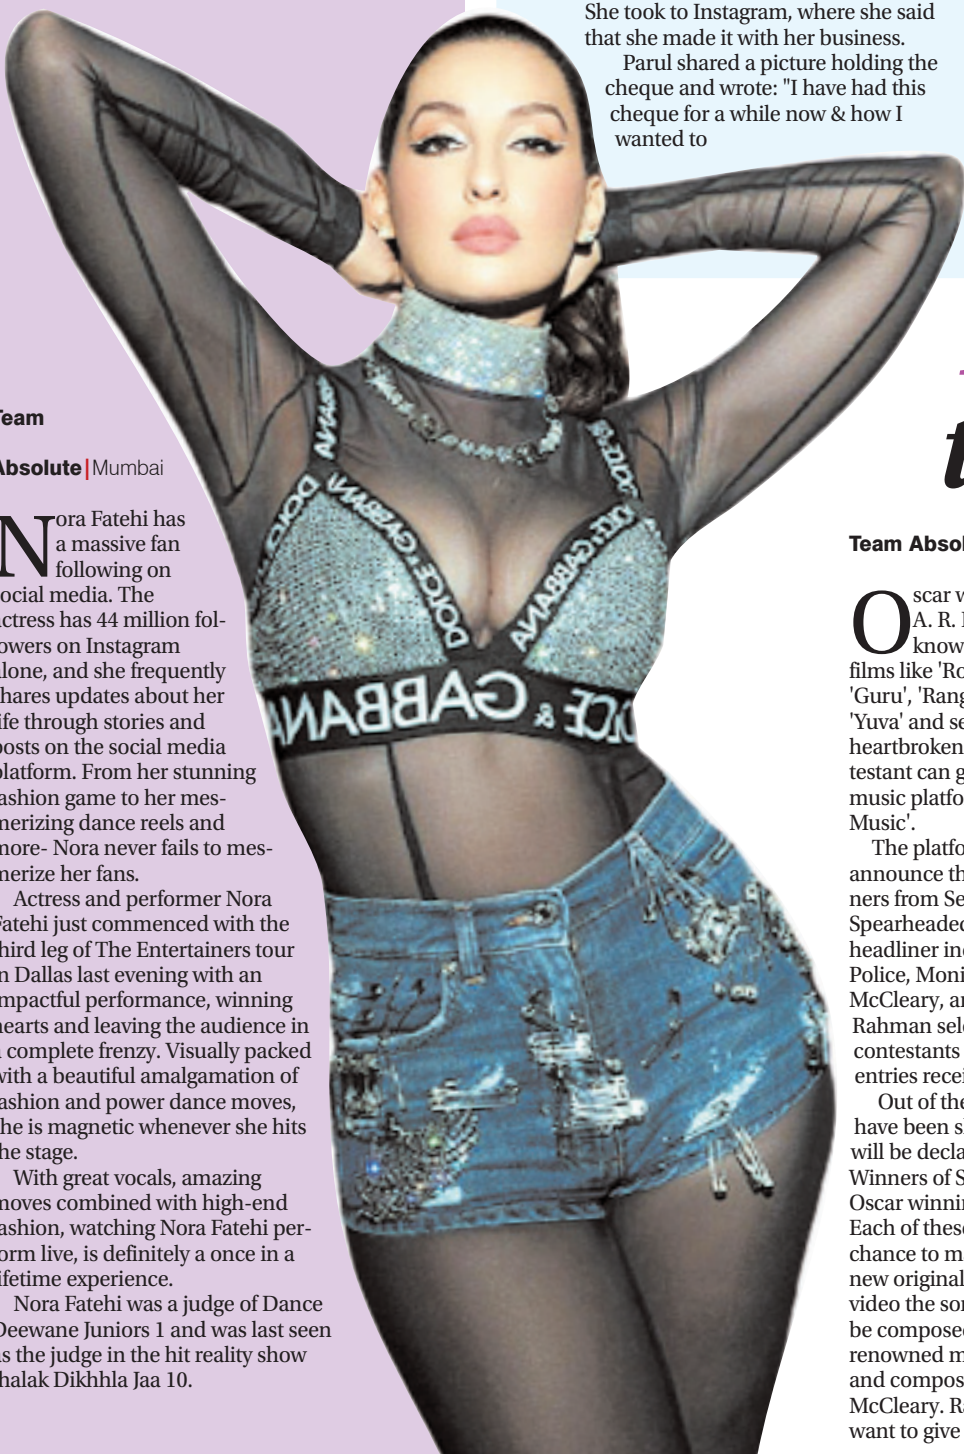 She took to Instagram, where she said
that she made it with her business.
Parul shared a picture holding the
cheque and wrote: "I have had this
cheque for a while now & how I
wanted to
Team
Absolute|Mumbai
Nora Fatehi has
a massive fan
following on
ocial media. The
actress has 44 million fol-
owers on Instagram
alone, and she frequently
shares updates about her
ife through stories and
posts on the social media
platform. From her stunning
fashion game to her mes-
merizing dance reels and
more- Nora never fails to mes-
merize her fans.
Actress and performer Nora
Fatehi just commenced with the
third leg of The Entertainers tour
in Dallas last evening with an
impactful performance, winning
hearts and leaving the audience in
a complete frenzy. Visually packed
with a beautiful amalgamation of
fashion and power dance moves,
she is magnetic whenever she hits
the stage.
With great vocals, amazing
moves combined with high-end
fashion, watching Nora Fatehi per-
form live, is definitely a once in a
lifetime experience.
Nora Fatehi was a judge of Dance
Deewane Juniors 1 and was last seen
as the judge in the hit reality show
Jhalak Dikhhla Jaa 10.
DOLCE & GABBANA
DOLCE & GABBANA
DOLCE & GABBANA
t
Team Absol
Oscar w
A. R. R
know
films like 'Ro
'Guru', 'Rang
'Yuva' and se
heartbroken
testant can g
music platfo
Music'.
The platfo
announce th
ners from Se
Spearheaded
headliner inc
Police, Moni
McCleary, an
Rahman sele
contestants
entries recei
Out of the
have been s
will be decla
Winners of S
Oscar winnin
Each of these
chance to m
new original
video the son
be composed
renowned m
and compos
McCleary. Ra
want to give